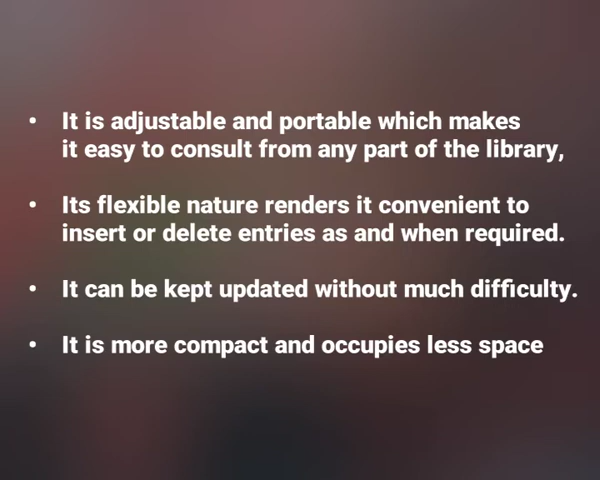 • It is adjustable and portable which makes
it easy to consult from any part of the library,
• Its flexible nature renders it convenient to
insert or delete entries as and when required.
• It can be kept updated without much difficulty.
• It is more compact and occupies less space